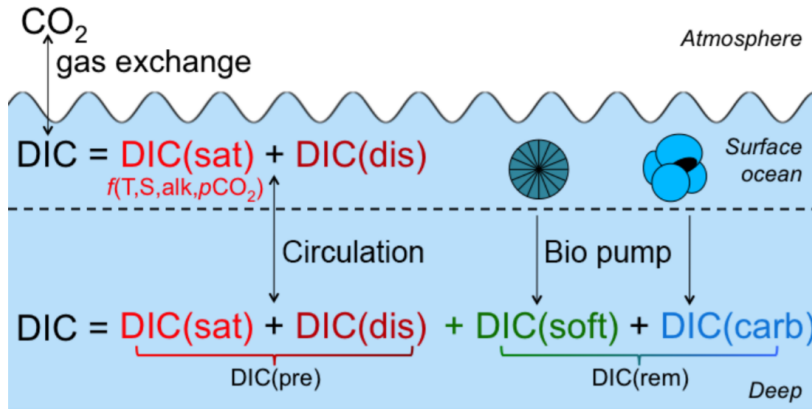 CO₂
Atmosphere
gas exchange
DIC = DIC(sat) + DIC(dis)
Surface
ocean
f(T,S,alk,pCO₂)
Circulation
Bio pump
DIC = DIC(sat) + DIC(dis) + DIC(soft) + DIC(carb)
DIC(pre)
DIC(rem)
Deep